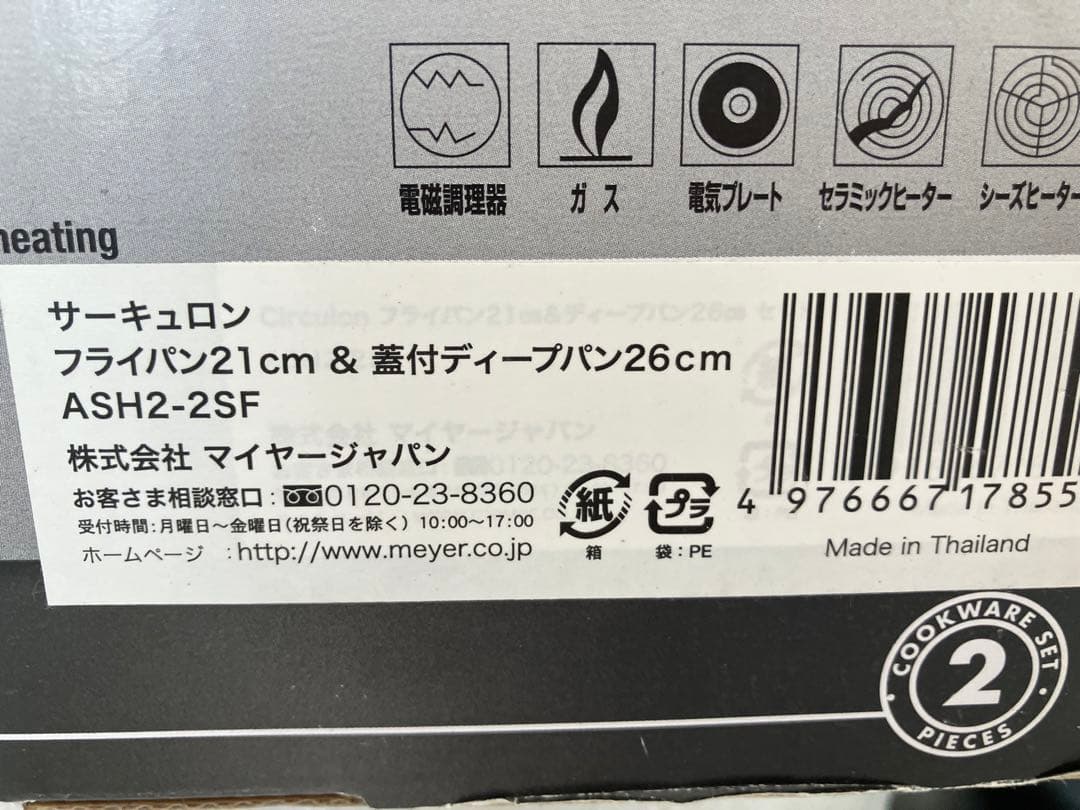 電磁調理器 ガス 電気プレート セラミックヒーター シーズヒーター
heating
サーキュロン
フライパン21cm & 蓋付ディープパン26cm
ASH2-2SF
株式会社 マイヤージャパン
お客さま相談窓口:0120-23-8360
受付時間:月曜日〜金曜日(祝祭日を除く) 10:00〜17:00
ホームページ :http://www.meyer.co.jp
紙
箱
プラ
袋:PE
4 976667 17855
Made in Thailand
COOKWARE SET
2
PIECES